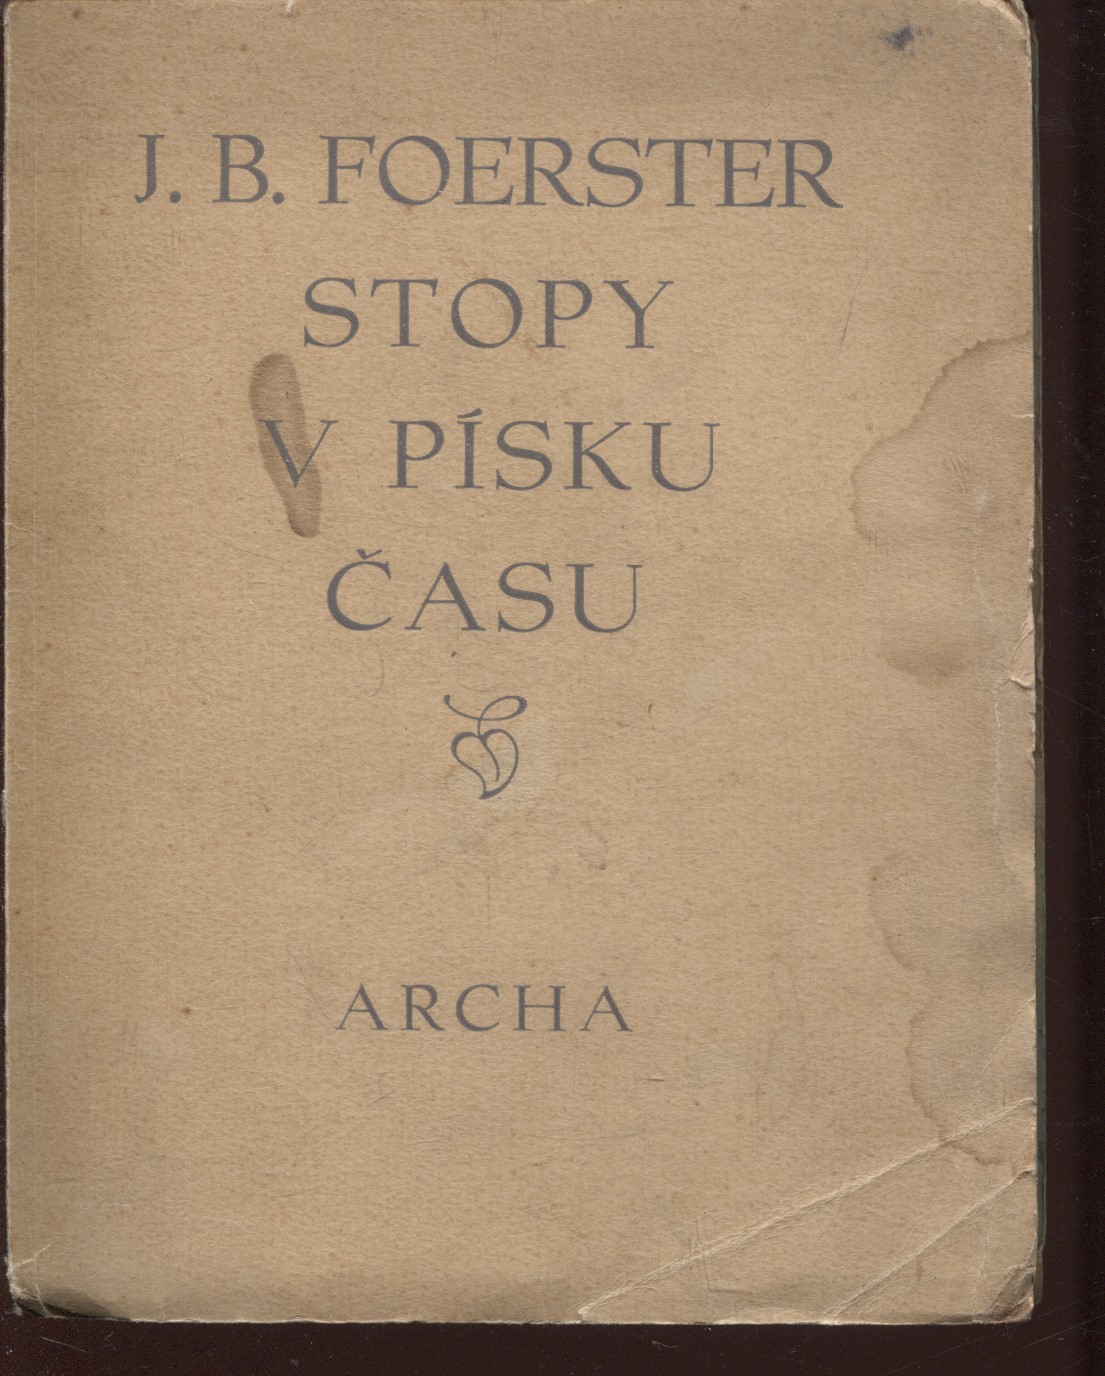 J. B. FOERSTER
STOPY
V PÍSKU
ČASU
ARCHA